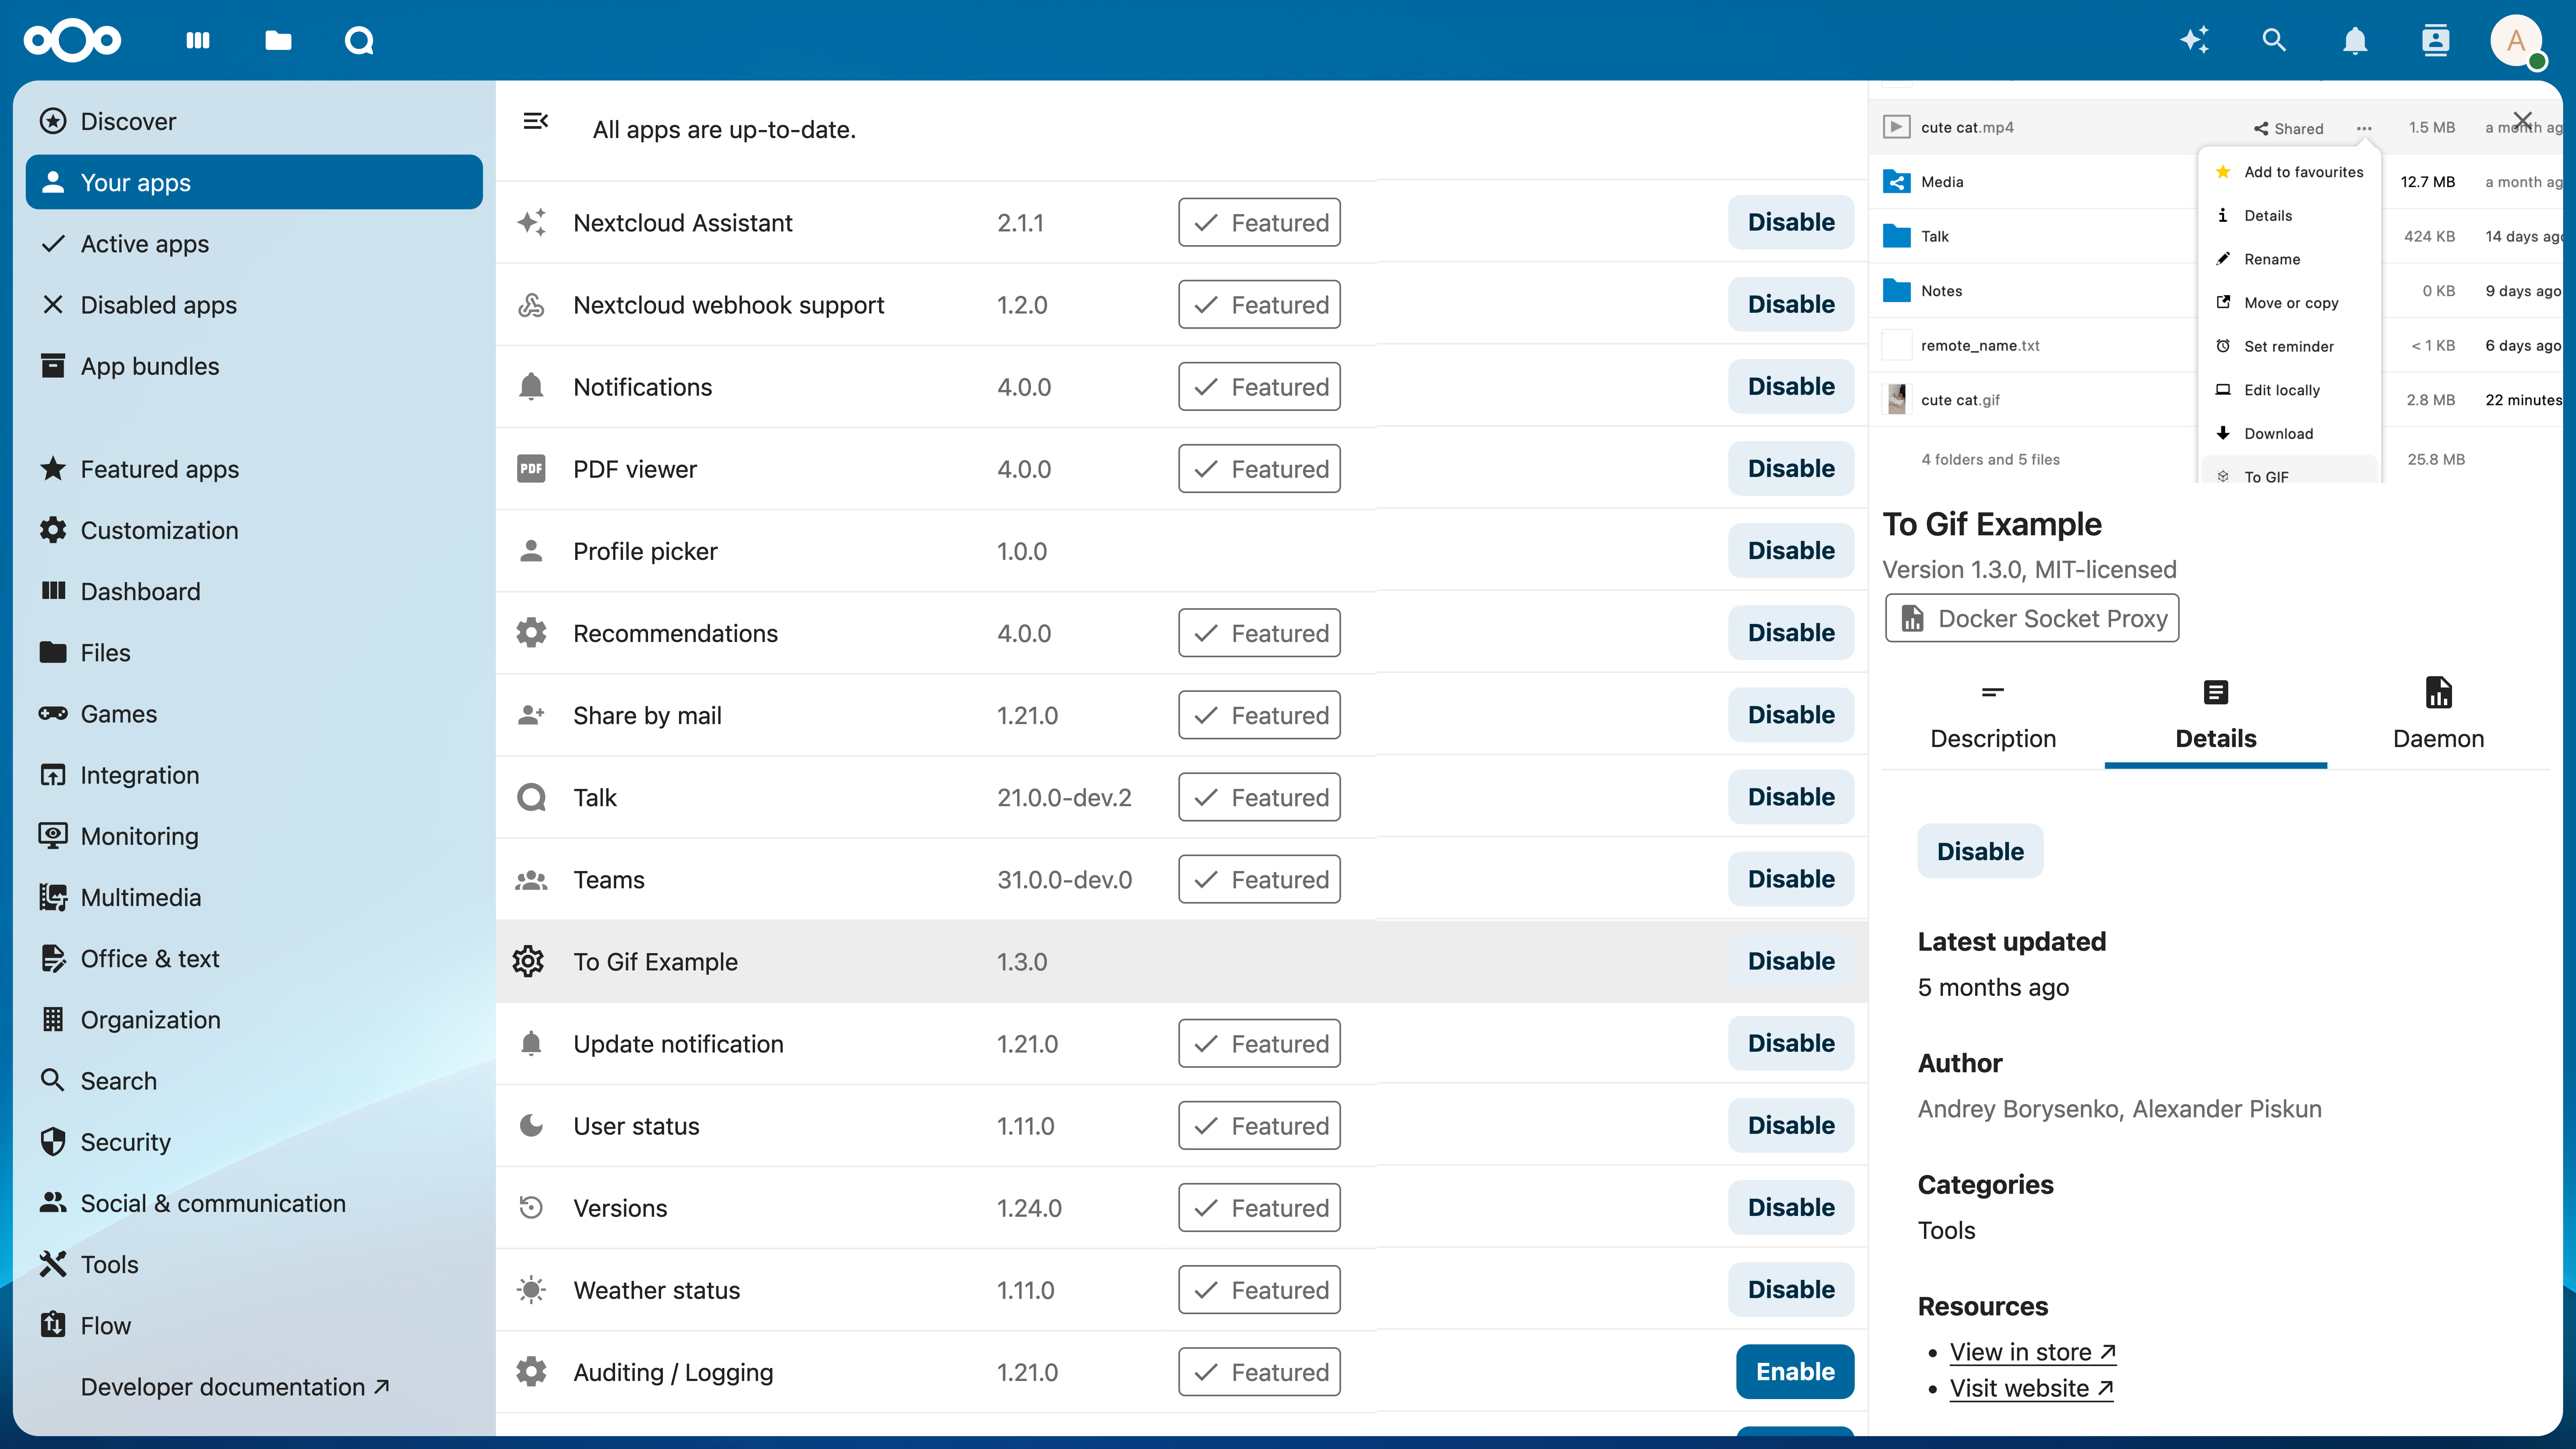 A
Discover
Your apps
Active apps
Disabled apps
App bundles
Featured apps
Customization
Dashboard
Files
Games
Integration
Monitoring
Multimedia
Office & text
Organization
Search
Security
Social & communication
Tools
Flow
Developer documentation ↗
All apps are up-to-date.
Nextcloud Assistant 2.1.1 Featured Disable
Nextcloud webhook support 1.2.0 Featured Disable
Notifications 4.0.0 Featured Disable
PDF PDF viewer 4.0.0 Featured Disable
Profile picker 1.0.0 Disable
Recommendations 4.0.0 Featured Disable
Share by mail 1.21.0 Featured Disable
Talk 21.0.0-dev.2 Featured Disable
Teams 31.0.0-dev.0 Featured Disable
To Gif Example 1.3.0 Disable
Update notification 1.21.0 Featured Disable
User status 1.11.0 Featured Disable
Versions 1.24.0 Featured Disable
Weather status 1.11.0 Featured Disable
Auditing / Logging 1.21.0 Featured Enable
cute cat.mp4 Shared 1.5 MB a month ag
Media 12.7 MB a month ag
Talk 424 KB 14 days ago
Notes 0 KB 9 days ago
remote_name.txt < 1 KB 6 days ago
cute cat.gif 2.8 MB 22 minutes
4 folders and 5 files 25.8 MB
Add to favourites
Details
Rename
Move or copy
Set reminder
Edit locally
Download
To GIF
To Gif Example
Version 1.3.0, MIT-licensed
Docker Socket Proxy
Description Details Daemon
Disable
Latest updated
5 months ago
Author
Andrey Borysenko, Alexander Piskun
Categories
Tools
Resources
• View in store ↗
• Visit website ↗